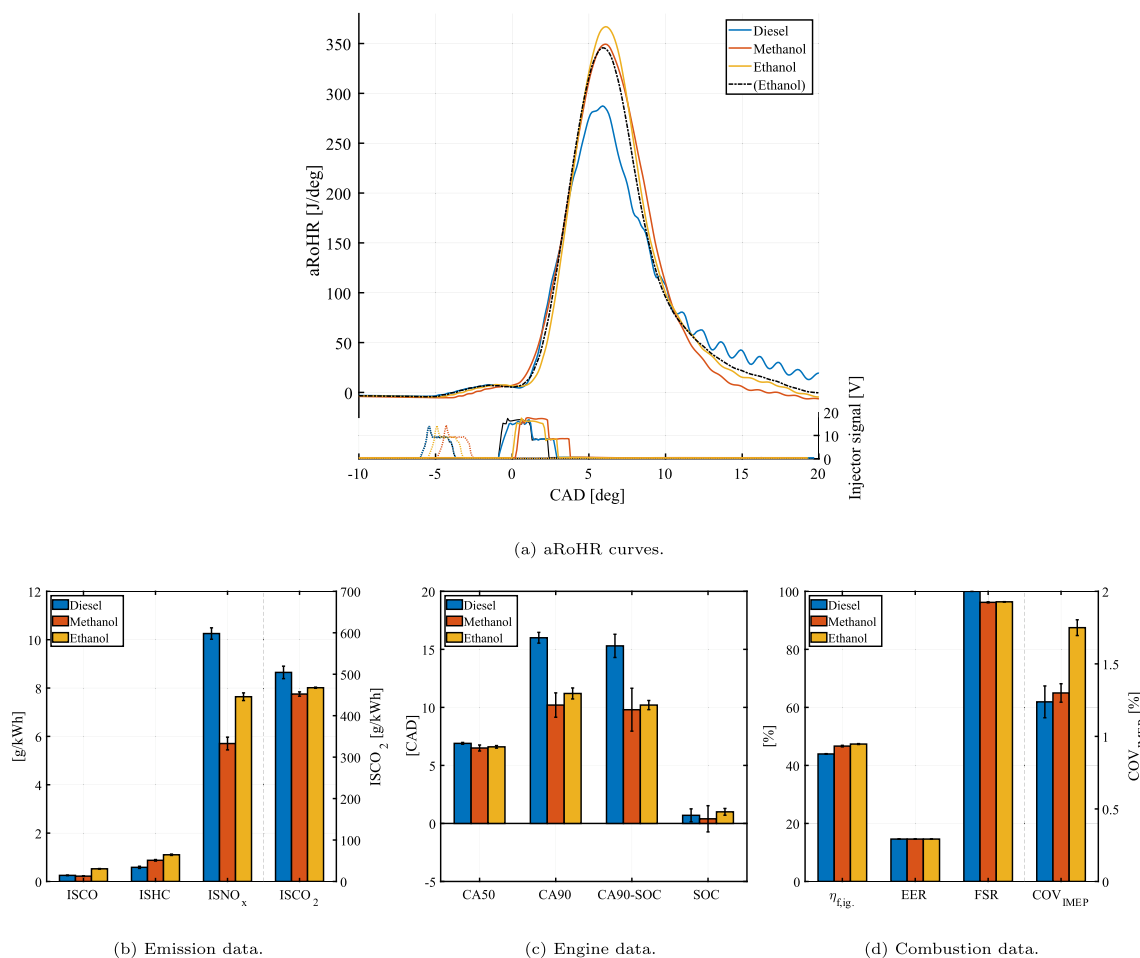 350
300
250
200
150
100
50
0
aRoHR [J/deg]
Diesel
Methanol
Ethanol
(Ethanol)
20
10
0
Injector signal [V]
-10
-5
0
5
10
15
20
CAD [deg]
(a) aRoHR curves.
12
10
8
6
4
2
0
[g/kWh]
Diesel
Methanol
Ethanol
700
600
500
400
300
200
100
0
ISCO2 [g/kWh]
ISCO ISHC ISNOx ISCO2
(b) Emission data.
20
15
10
5
0
-5
[CAD]
Diesel
Methanol
Ethanol
CA50 CA90 CA90-SOC SOC
(c) Engine data.
100
80
60
40
20
0
[%]
Diesel
Methanol
Ethanol
2
1.5
1
0.5
0
COVIMEP [%]
ηf,ig. EER FSR COVIMEP
(d) Combustion data.